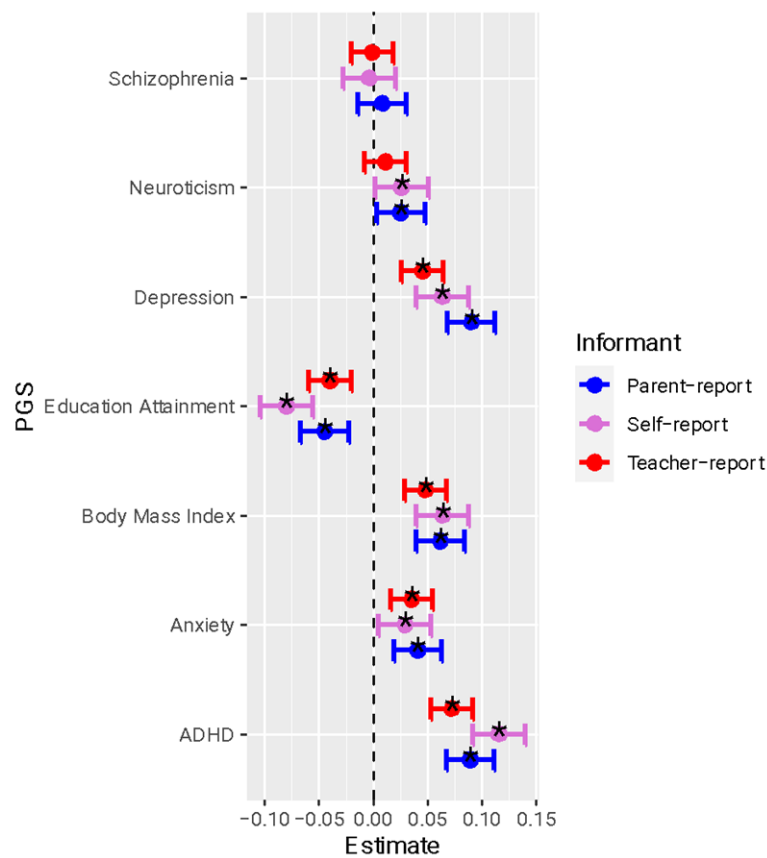 Schizophrenia
Neuroticism
Depression
Education Attainment
Body Mass Index
Anxiety
ADHD
PGS
−0.10 −0.05 0.00 0.05 0.10 0.15
Estimate
Informant
Parent−report
Self−report
Teacher−report